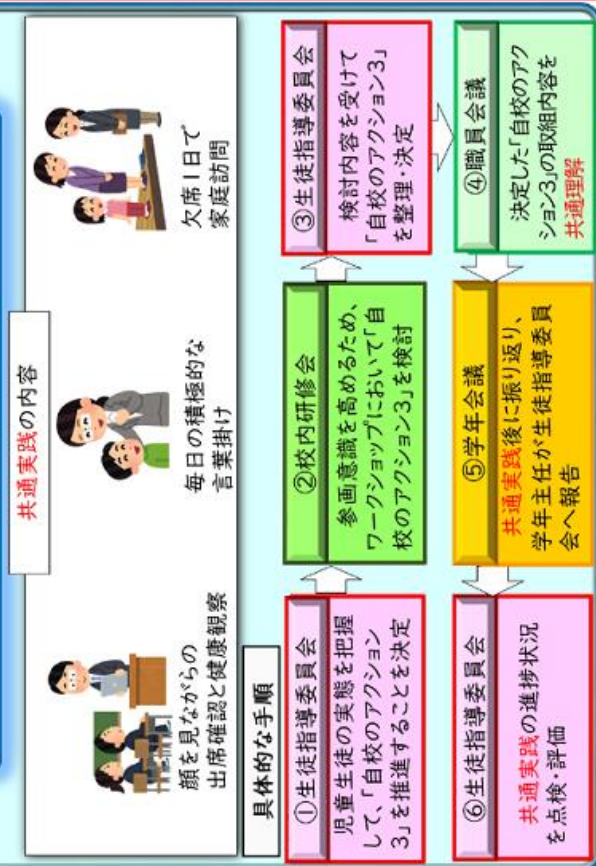 共通実践の内容
顔を見ながらの
出席確認と健康観察
毎日の積極的な
言葉掛け
欠席1日で
家庭訪問
具体的な手順
①生徒指導委員会
児童生徒の実態を把握
して、「自校のアクション
3」を推進することを決定
②校内研修会
参画意識を高めるため、
ワークショップにおいて「自
校のアクション3」を検討
③生徒指導委員会
検討内容を受けて
「自校のアクション3」
を整理・決定
④職員会議
決定した「自校のアク
ション3」の取組内容を
共通理解
⑤学年会議
共通実践後に振り返り、
学年主任が生徒指導委員
会へ報告
⑥生徒指導委員会
共通実践の進捗状況
を点検・評価